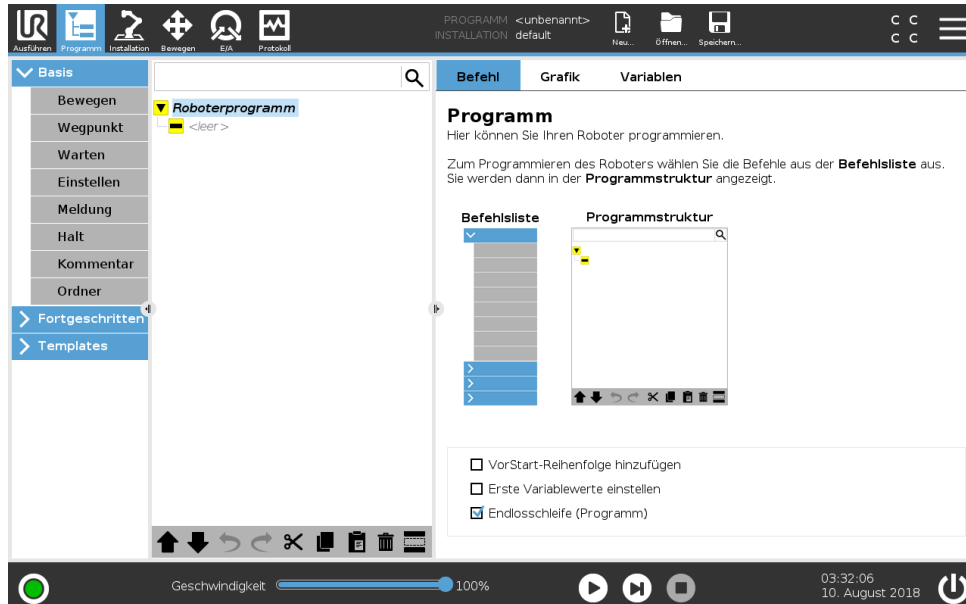 PROGRAMM <unbenannt>
INSTALLATION default
C C
C C
Ausführen Programm Installation Bewegen E/A Protokoll Neu... Öffnen... Speichern...
Basis
Bewegen
Wegpunkt
Warten
Einstellen
Meldung
Halt
Kommentar
Ordner
Fortgeschritten
Templates
Roboterprogramm
<leer>
Befehl Grafik Variablen
Programm
Hier können Sie Ihren Roboter programmieren.
Zum Programmieren des Roboters wählen Sie die Befehle aus der Befehlsliste aus.
Sie werden dann in der Programmstruktur angezeigt.
Befehlsliste Programmstruktur
VorStart-Reihenfolge hinzufügen
Erste Variablewerte einstellen
Endlosschleife (Programm)
Geschwindigkeit 100%
03:32:06
10. August 2018